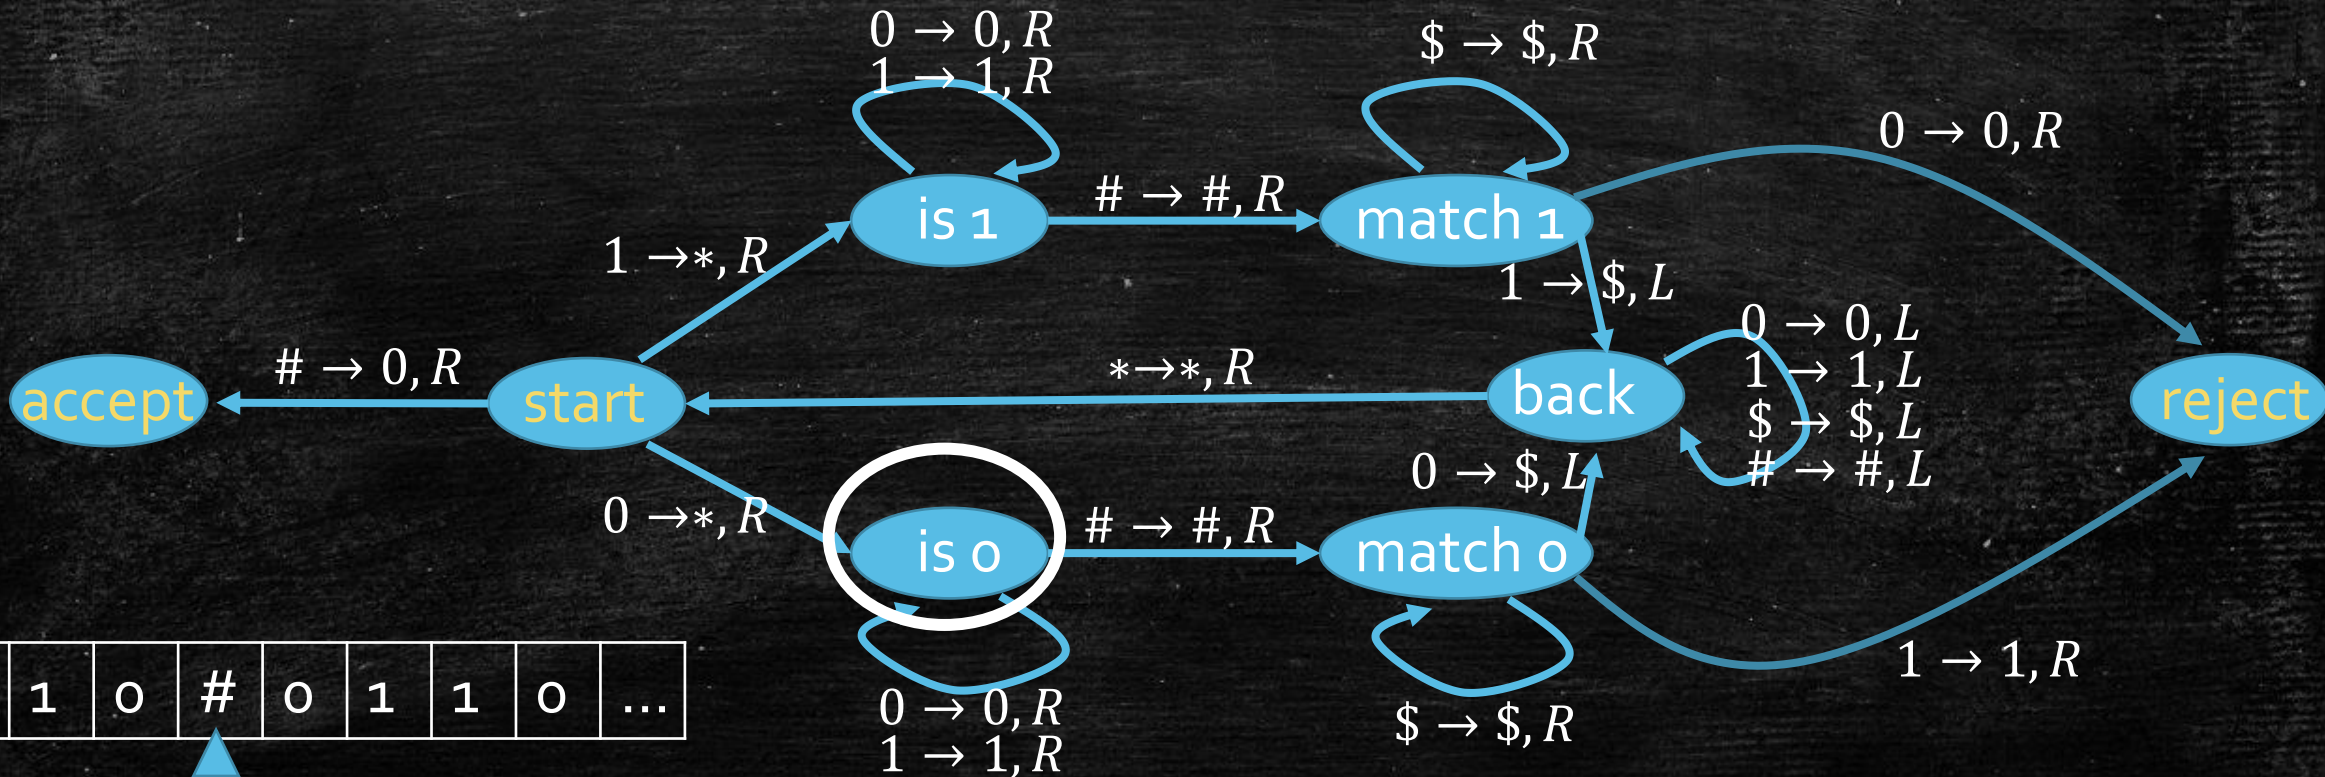 0 → 0, R
1 → 1, R
$ → $, R
0 → 0, R
is 1
# → #, R
match 1
1 →*, R
1 → $, L
0 → 0, L
1 → 1, L
$ → $, L
# → #, L
accept
# → 0, R
start
*→*, R
back
reject
0 → $, L
0 →*, R
is 0
# → #, R
match 0
1 → 1, R
1 0 # 0 1 1 0 ...
0 → 0, R
1 → 1, R
$ → $, R